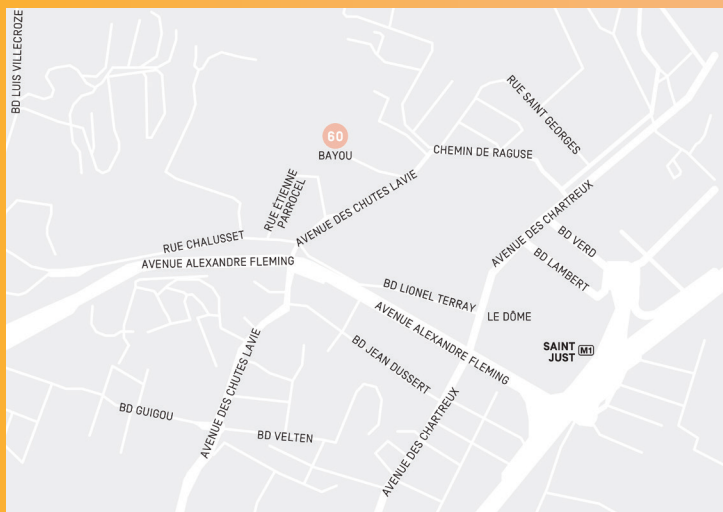 BD LUIS VILLECROZE
RUE SAINT GEORGES
60
BAYOU
CHEMIN DE RAGUSE
RUE ÉTIENNE
PARROCEL
AVENUE DES CHUTES LAVIE
AVENUE DES CHARTREUX
RUE CHALUSSET
AVENUE ALEXANDRE FLEMING
BD VERD
BD LAMBERT
BD LIONEL TERRAY
LE DÔME
AVENUE ALEXANDRE FLEMING
SAINT
JUST M1
BD JEAN DUSSERT
AVENUE DES CHUTES LAVIE
AVENUE DES CHARTREUX
BD GUIGOU
BD VELTEN